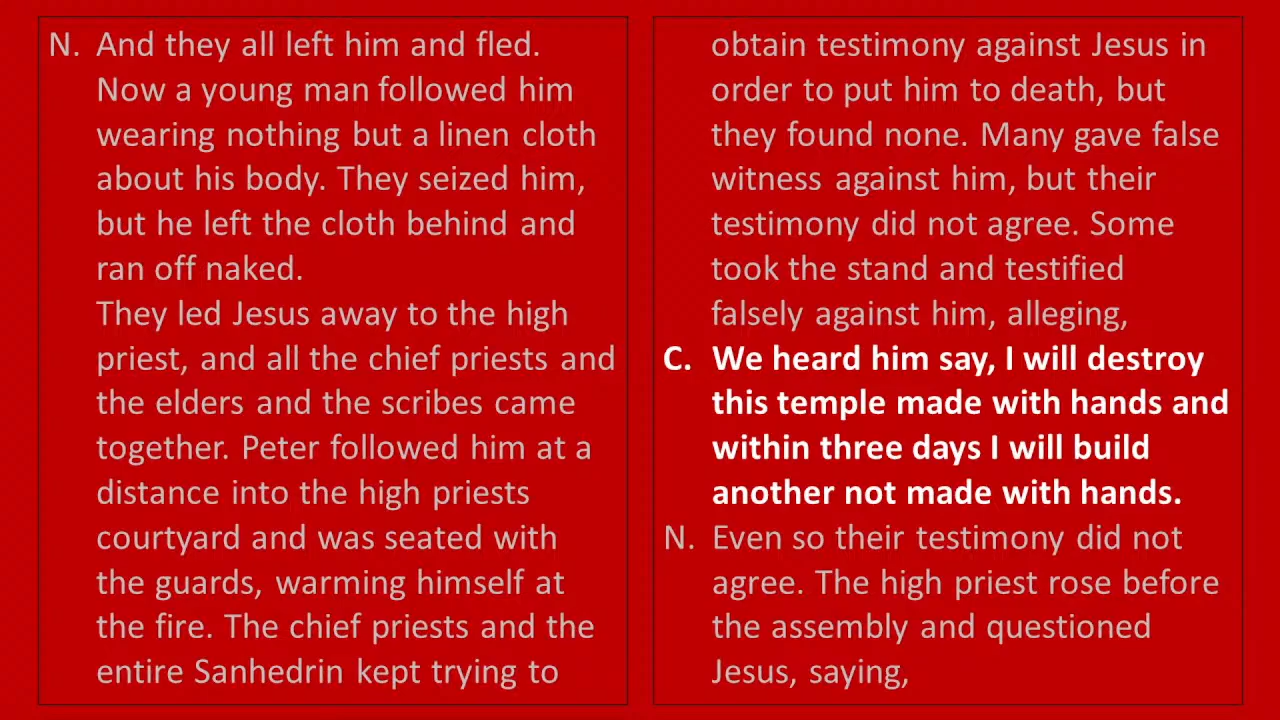 N. And they all left him and fled.
Now a young man followed him
wearing nothing but a linen cloth
about his body. They seized him,
but he left the cloth behind and
ran off naked.
They led Jesus away to the high
priest, and all the chief priests and
the elders and the scribes came
together. Peter followed him at a
distance into the high priests
courtyard and was seated with
the guards, warming himself at
the fire. The chief priests and the
entire Sanhedrin kept trying to
obtain testimony against Jesus in
order to put him to death, but
they found none. Many gave false
witness against him, but their
testimony did not agree. Some
took the stand and testified
falsely against him, alleging,
C. We heard him say, I will destroy
this temple made with hands and
within three days I will build
another not made with hands.
N. Even so their testimony did not
agree. The high priest rose before
the assembly and questioned
Jesus, saying,